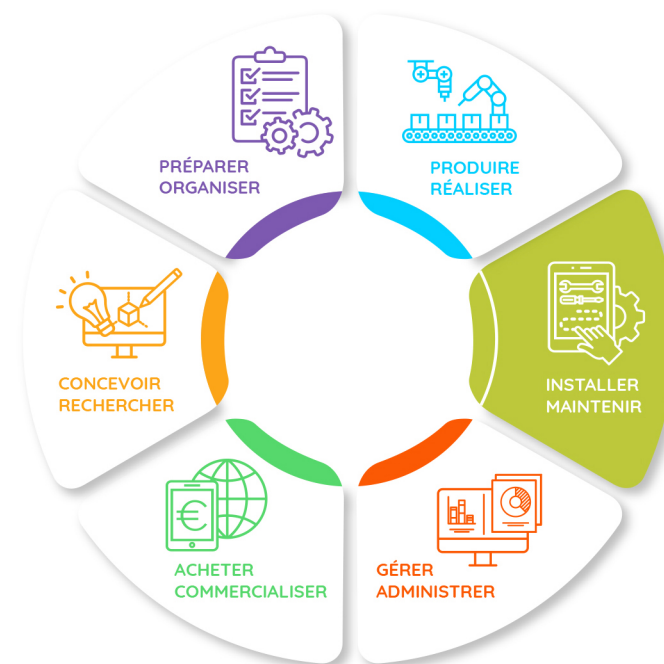 PRÉPARER
ORGANISER
PRODUIRE
RÉALISER
CONCEVOIR
RECHERCHER
INSTALLER
MAINTENIR
€
ACHETER
COMMERCIALISER
GÉRER
ADMINISTRER